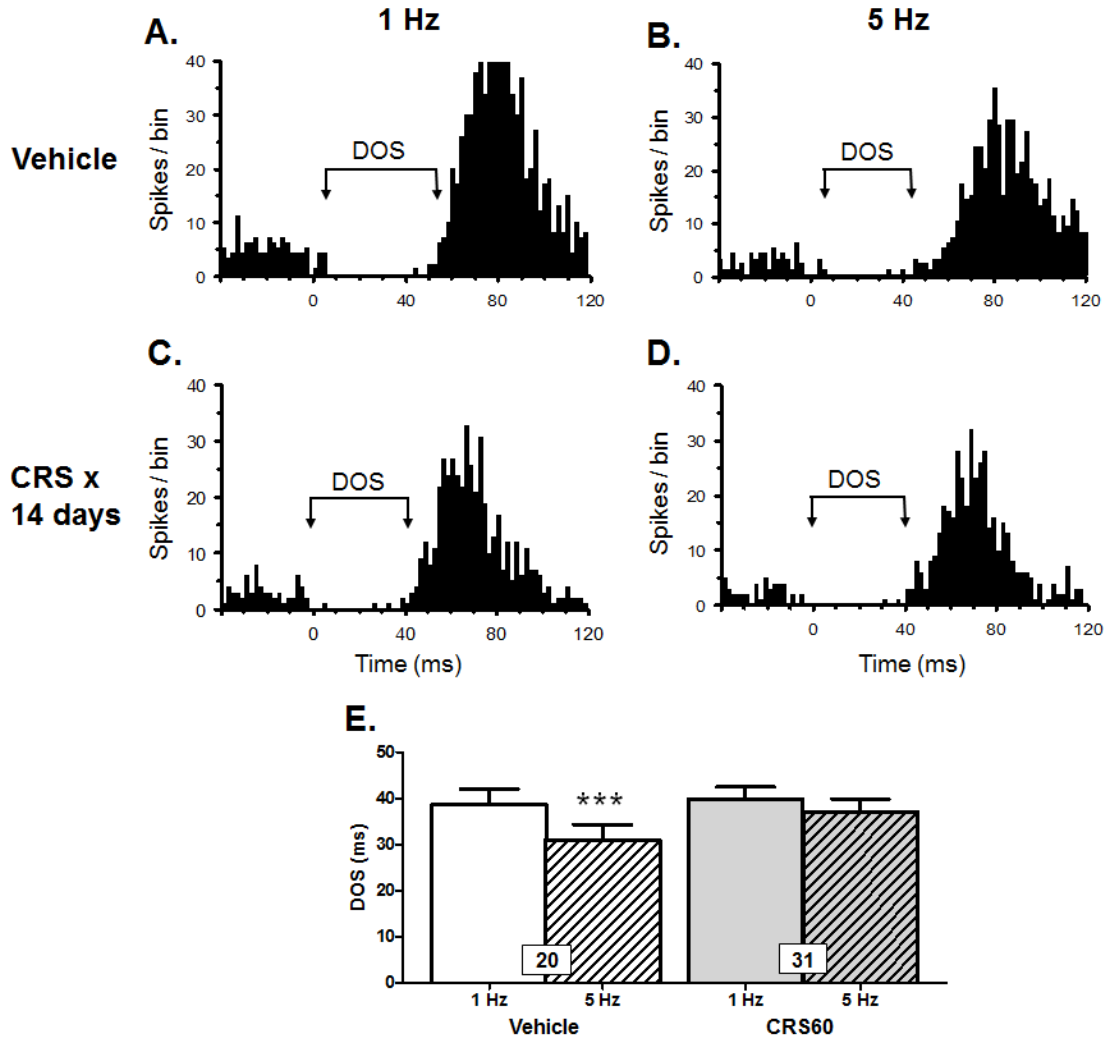 1 Hz
5 Hz
A.
B.
Vehicle
Spikes / bin
40
30
20
10
0
DOS
0
40
80
120
Spikes / bin
40
30
20
10
0
DOS
0
40
80
120
C.
D.
CRS x
14 days
Spikes / bin
40
30
20
10
0
DOS
0
40
80
120
Time (ms)
Spikes / bin
40
30
20
10
0
DOS
0
40
80
120
Time (ms)
E.
DOS (ms)
50
40
30
20
10
0
***
20
31
1 Hz
5 Hz
1 Hz
5 Hz
Vehicle
CRS60